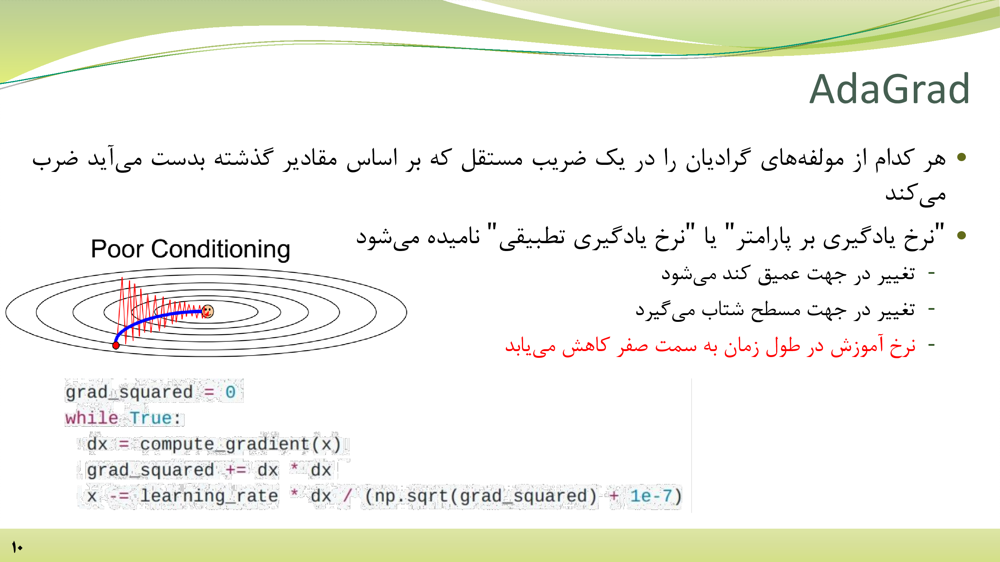 AdaGrad
• هر کدام از مولفه‌های گرادیان را در یک ضریب مستقل که بر اساس مقادیر گذشته بدست می‌آید ضرب
می‌کند
• "نرخ یادگیری بر پارامتر" یا "نرخ یادگیری تطبیقی" نامیده می‌شود
- تغییر در جهت عمیق کند می‌شود
- تغییر در جهت مسطح شتاب می‌گیرد
- نرخ آموزش در طول زمان به سمت صفر کاهش می‌یابد
Poor Conditioning
grad_squared = 0
while True:
  dx = compute_gradient(x)
  grad_squared += dx * dx
  x -= learning_rate * dx / (np.sqrt(grad_squared) + 1e-7)
۱۰